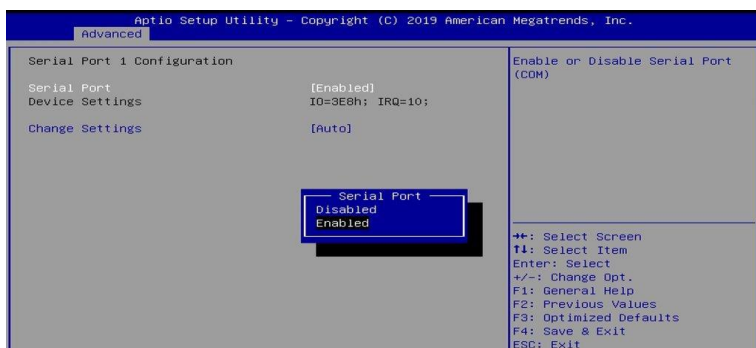 Aptio Setup Utility – Copyright (C) 2019 American Megatrends, Inc.
Advanced
Serial Port 1 Configuration
Serial Port [Enabled]
Device Settings IO=3E8h; IRQ=10;
Change Settings [Auto]
Serial Port
Disabled
Enabled
Enable or Disable Serial Port
(COM)
→←: Select Screen
↑↓: Select Item
Enter: Select
+/-: Change Opt.
F1: General Help
F2: Previous Values
F3: Optimized Defaults
F4: Save & Exit
ESC: Exit